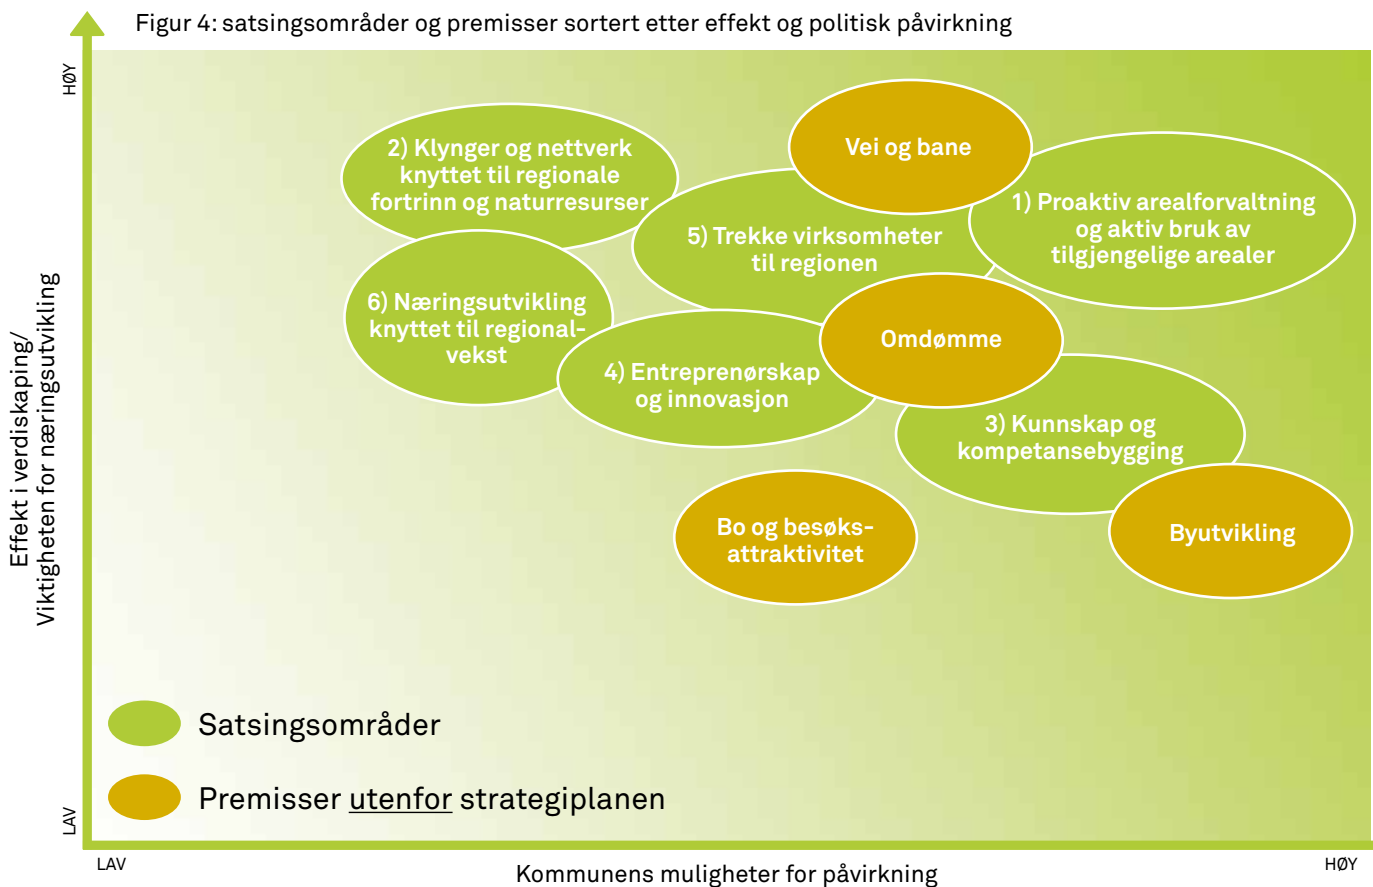 Figur 4: satsingsområder og premisser sortert etter effekt og politisk påvirkning
HØY
Effekt i verdiskaping/
Viktigheten for næringsutvikling
LAV
2) Klynger og nettverk
knyttet til regionale
fortrinn og naturresurser
Vei og bane
1) Proaktiv arealforvaltning
og aktiv bruk av
tilgjengelige arealer
5) Trekke virksomheter
til regionen
6) Næringsutvikling
knyttet til regional-
vekst
Omdømme
4) Entreprenørskap
og innovasjon
3) Kunnskap og
kompetansebygging
Bo og besøks-
attraktivitet
Byutvikling
Satsingsområder
Premisser utenfor strategiplanen
LAV
Kommunens muligheter for påvirkning
HØY